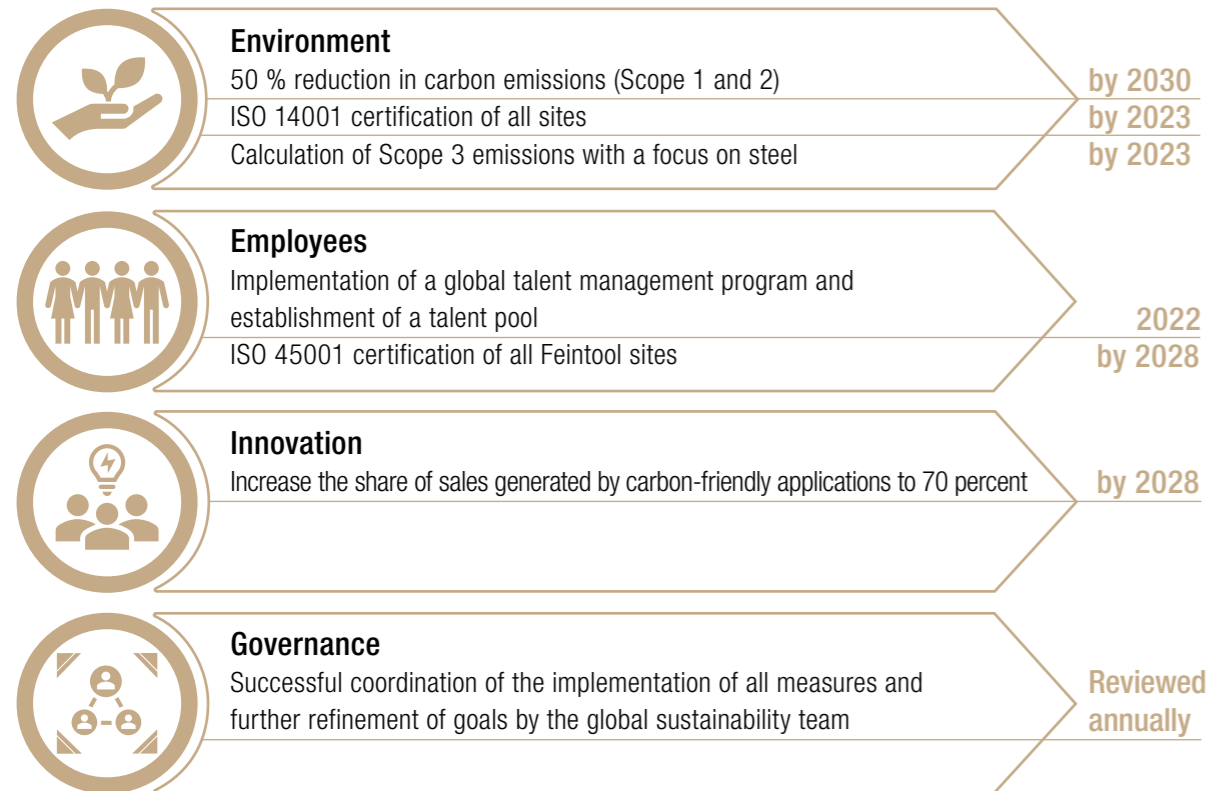 Environment
50 % reduction in carbon emissions (Scope 1 and 2)
by 2030
ISO 14001 certification of all sites
by 2023
Calculation of Scope 3 emissions with a focus on steel
by 2023
Employees
Implementation of a global talent management program and
establishment of a talent pool
2022
ISO 45001 certification of all Feintool sites
by 2028
Innovation
Increase the share of sales generated by carbon-friendly applications to 70 percent
by 2028
Governance
Successful coordination of the implementation of all measures and
further refinement of goals by the global sustainability team
Reviewed
annually